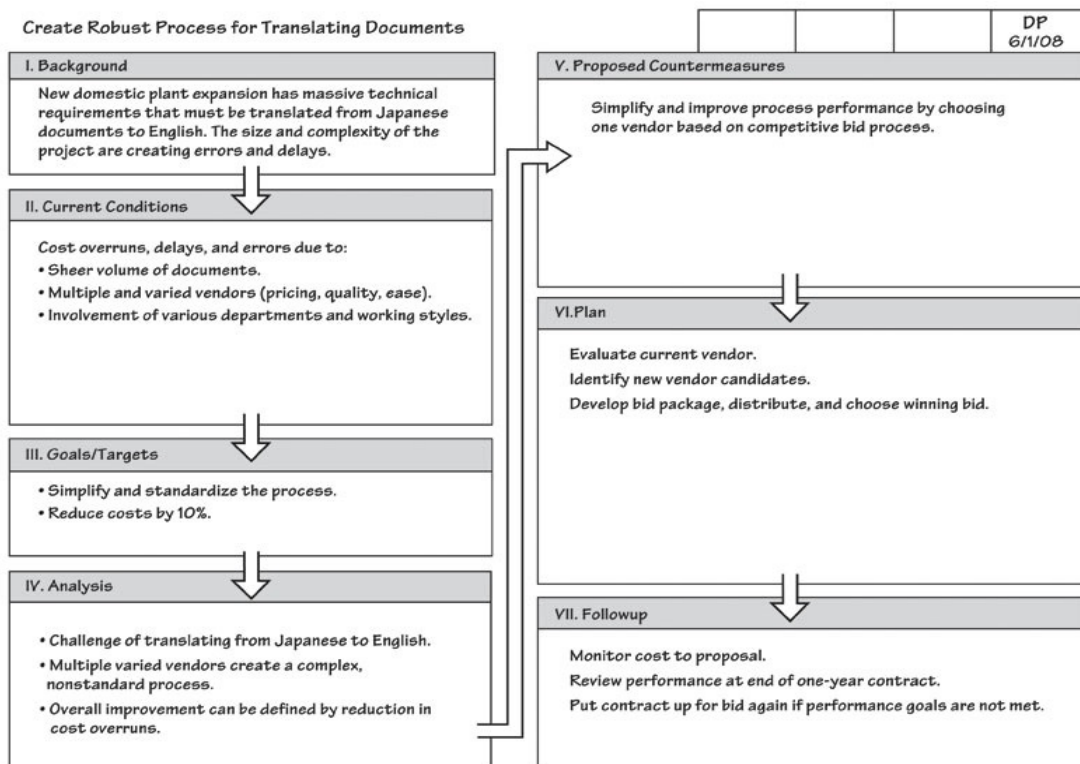 Create Robust Process for Translating Documents
DP
6/1/08
I. Background
New domestic plant expansion has massive technical
requirements that must be translated from Japanese
documents to English. The size and complexity of the
project are creating errors and delays.
II. Current Conditions
Cost overruns, delays, and errors due to:
• Sheer volume of documents.
• Multiple and varied vendors (pricing, quality, ease).
• Involvement of various departments and working styles.
III. Goals/Targets
• Simplify and standardize the process.
• Reduce costs by 10%.
IV. Analysis
• Challenge of translating from Japanese to English.
• Multiple varied vendors create a complex,
nonstandard process.
• Overall improvement can be defined by reduction in
cost overruns.
V. Proposed Countermeasures
Simplify and improve process performance by choosing
one vendor based on competitive bid process.
VI.Plan
Evaluate current vendor.
Identify new vendor candidates.
Develop bid package, distribute, and choose winning bid.
VII. Followup
Monitor cost to proposal.
Review performance at end of one-year contract.
Put contract up for bid again if performance goals are not met.